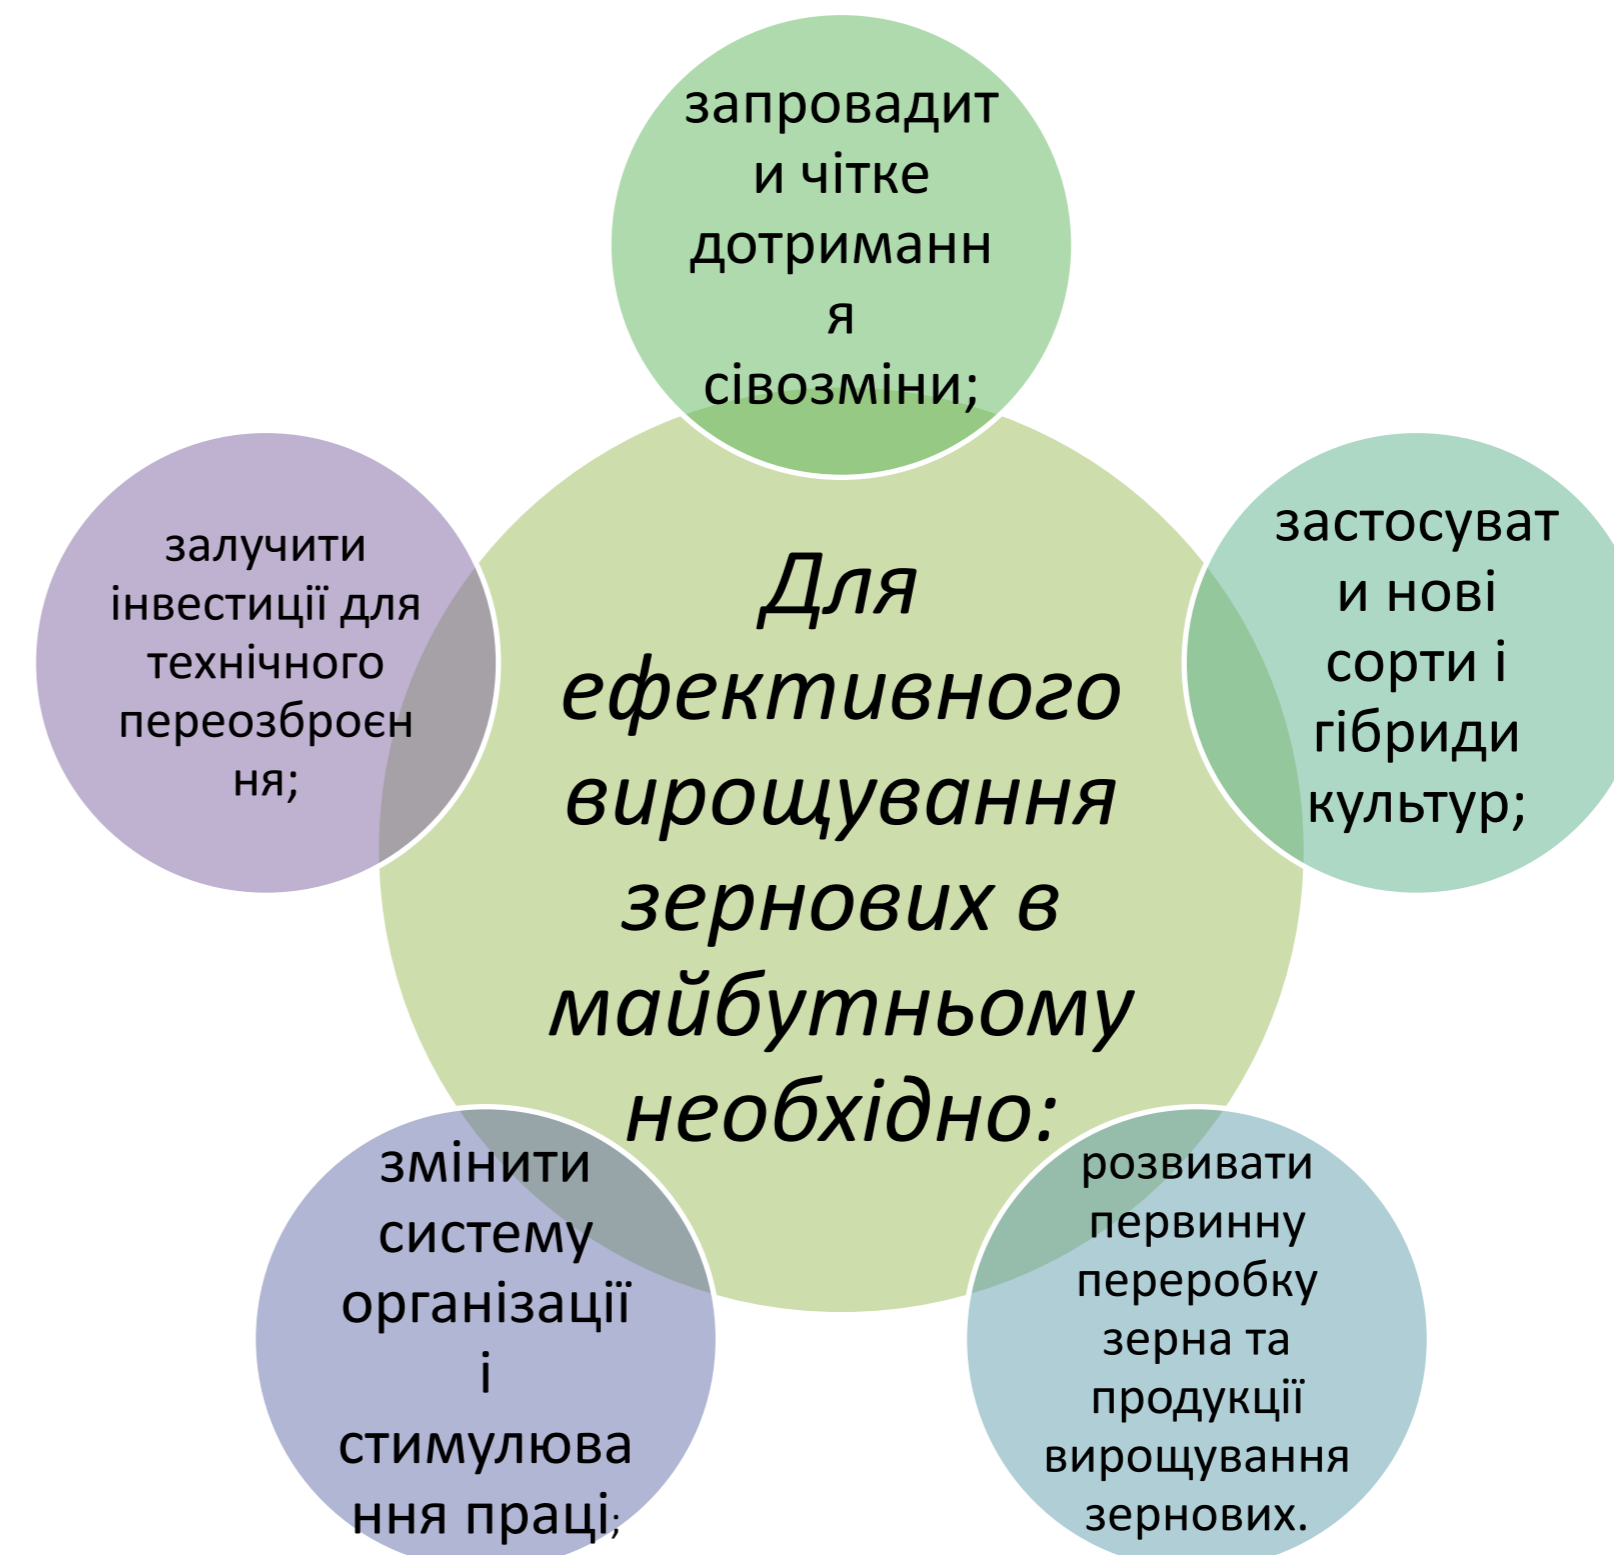 запровадит
и чітке
дотриманн
я
сівозміни;
застосуват
и нові
сорти і
гібриди
культур;
залучити
інвестиції для
технічного
переозброєн
ня;
Для
ефективного
вирощування
зернових в
майбутньому
необхідно:
змінити
систему
організації
і
стимулюва
ння праці;
розвивати
первинну
переробку
зерна та
продукції
вирощування
зернових.